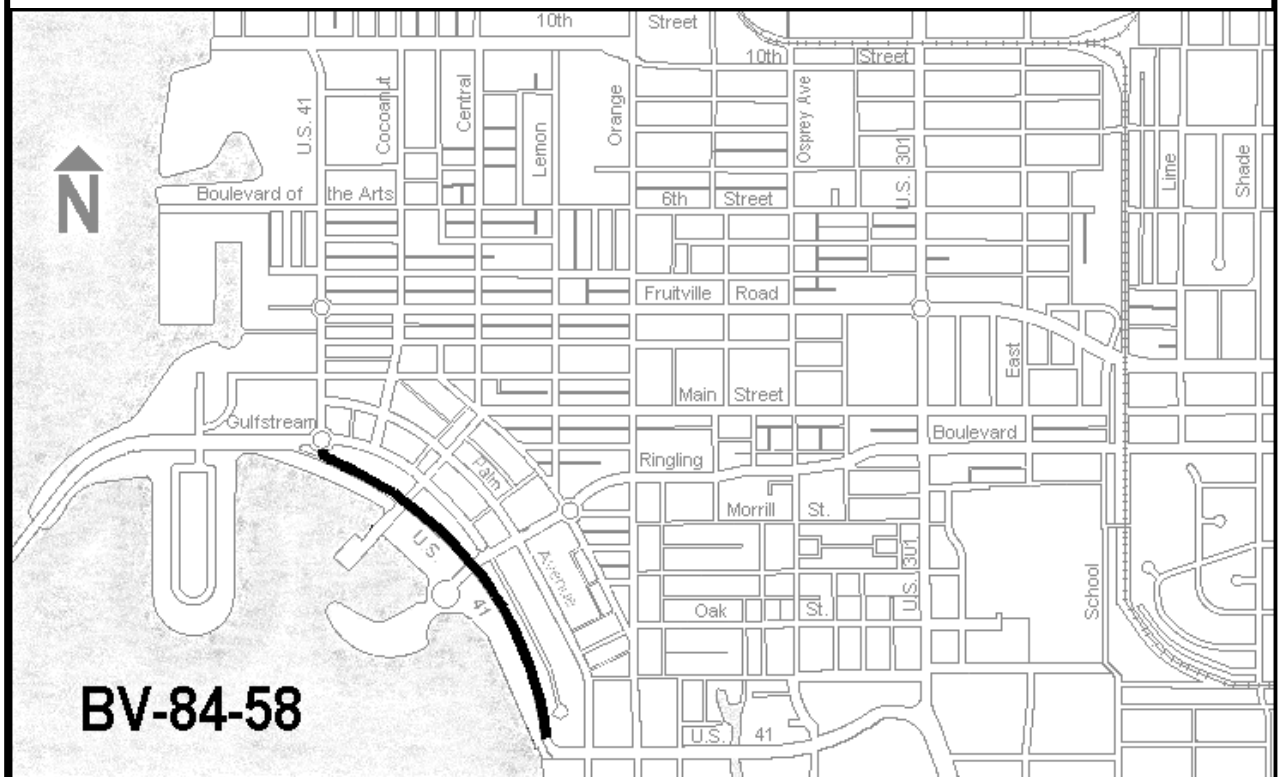 10th Street
10th Street
U.S. 41
Cocoanut
Central
Lemon
Orange
Osprey Ave
U.S. 301
Lime
Shade
N
Boulevard of the Arts
6th Street
Fruitville Road
East
Main Street
Gulfstream
Boulevard
Ringling
Palm
Avenue
Morrill St.
U.S. 41
U.S. 301
School
Oak St.
BV-84-58
U.S. 41